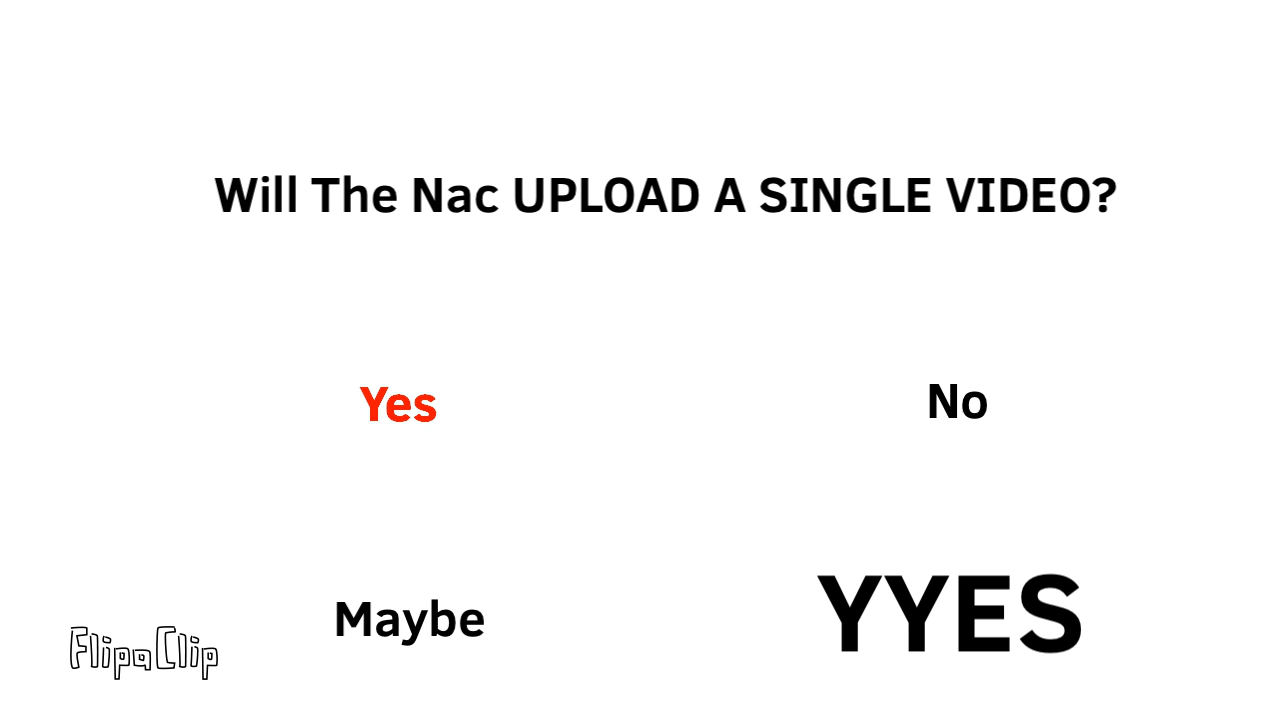 Will The Nac UPLOAD A SINGLE VIDEO?
Yes
No
Maybe
YYES
FlipaClip